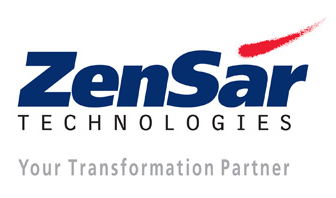 ZenSar
TECHNOLOGIES
Your Transformation Partner